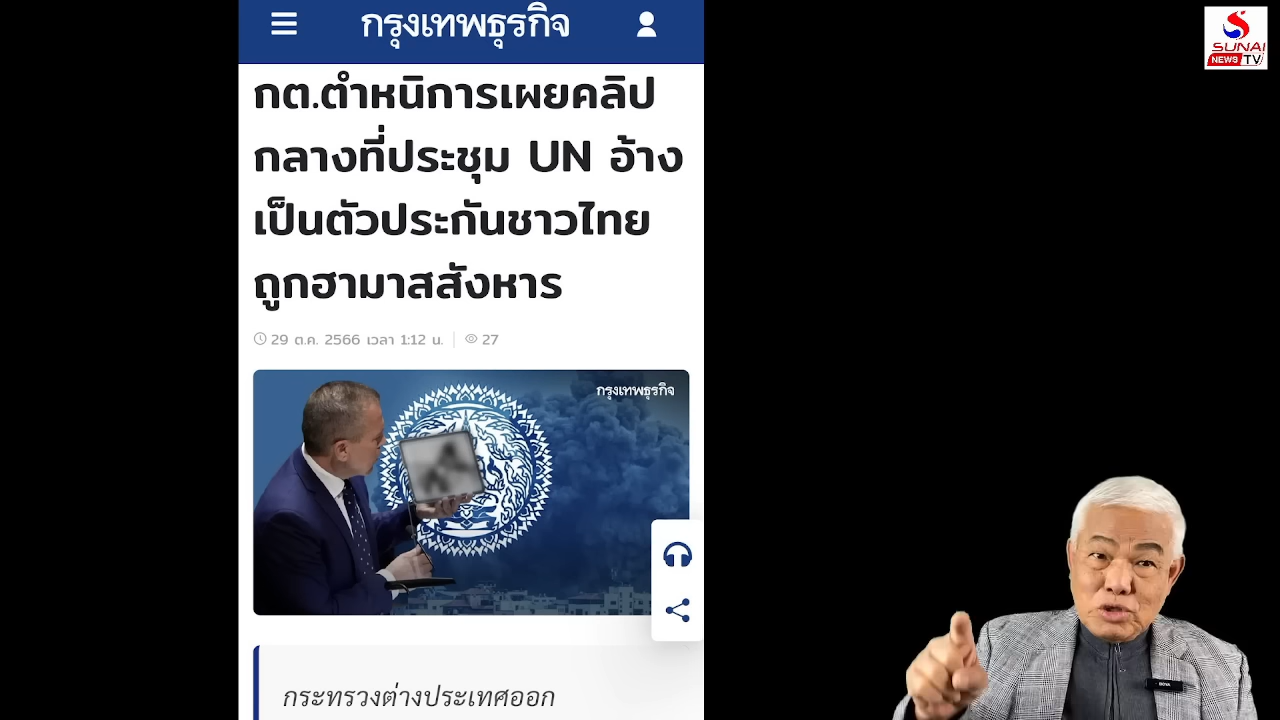 กรุงเทพธุรกิจ
SUNAI
NEWS TV
กต.ตำหนิการเผยคลิป
กลางที่ประชุม UN อ้าง
เป็นตัวประกันชาวไทย
ถูกฮามาสสังหาร
29 ต.ค. 2566 เวลา 1:12 น. 27
กรุงเทพธุรกิจ
กระทรวงต่างประเทศออก
BOYA